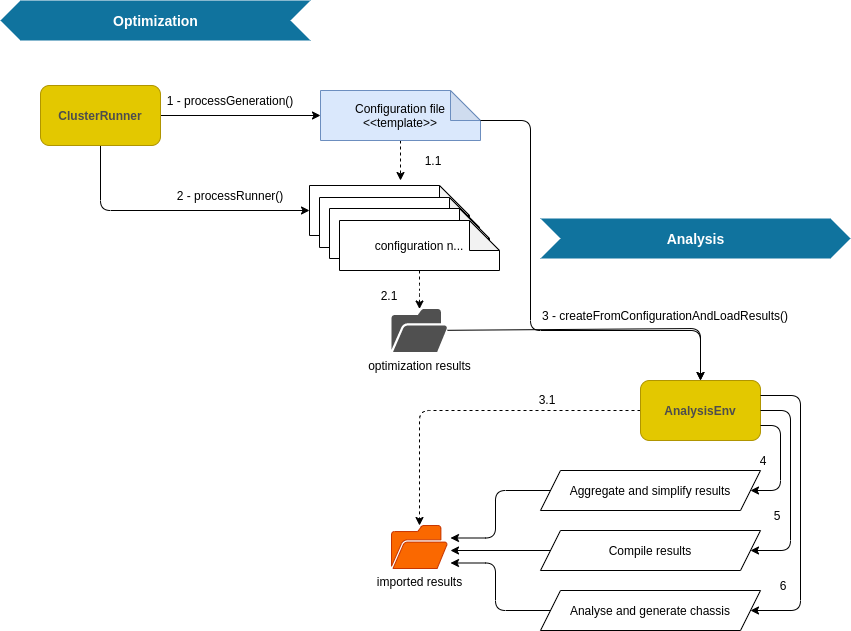 Optimization
ClusterRunner
1 - processGeneration()
Configuration file
<<template>>
1.1
2 - processRunner()
configuration n...
Analysis
2.1
3 - createFromConfigurationAndLoadResults()
optimization results
AnalysisEnv
3.1
4
Aggregate and simplify results
5
Compile results
imported results
6
Analyse and generate chassis